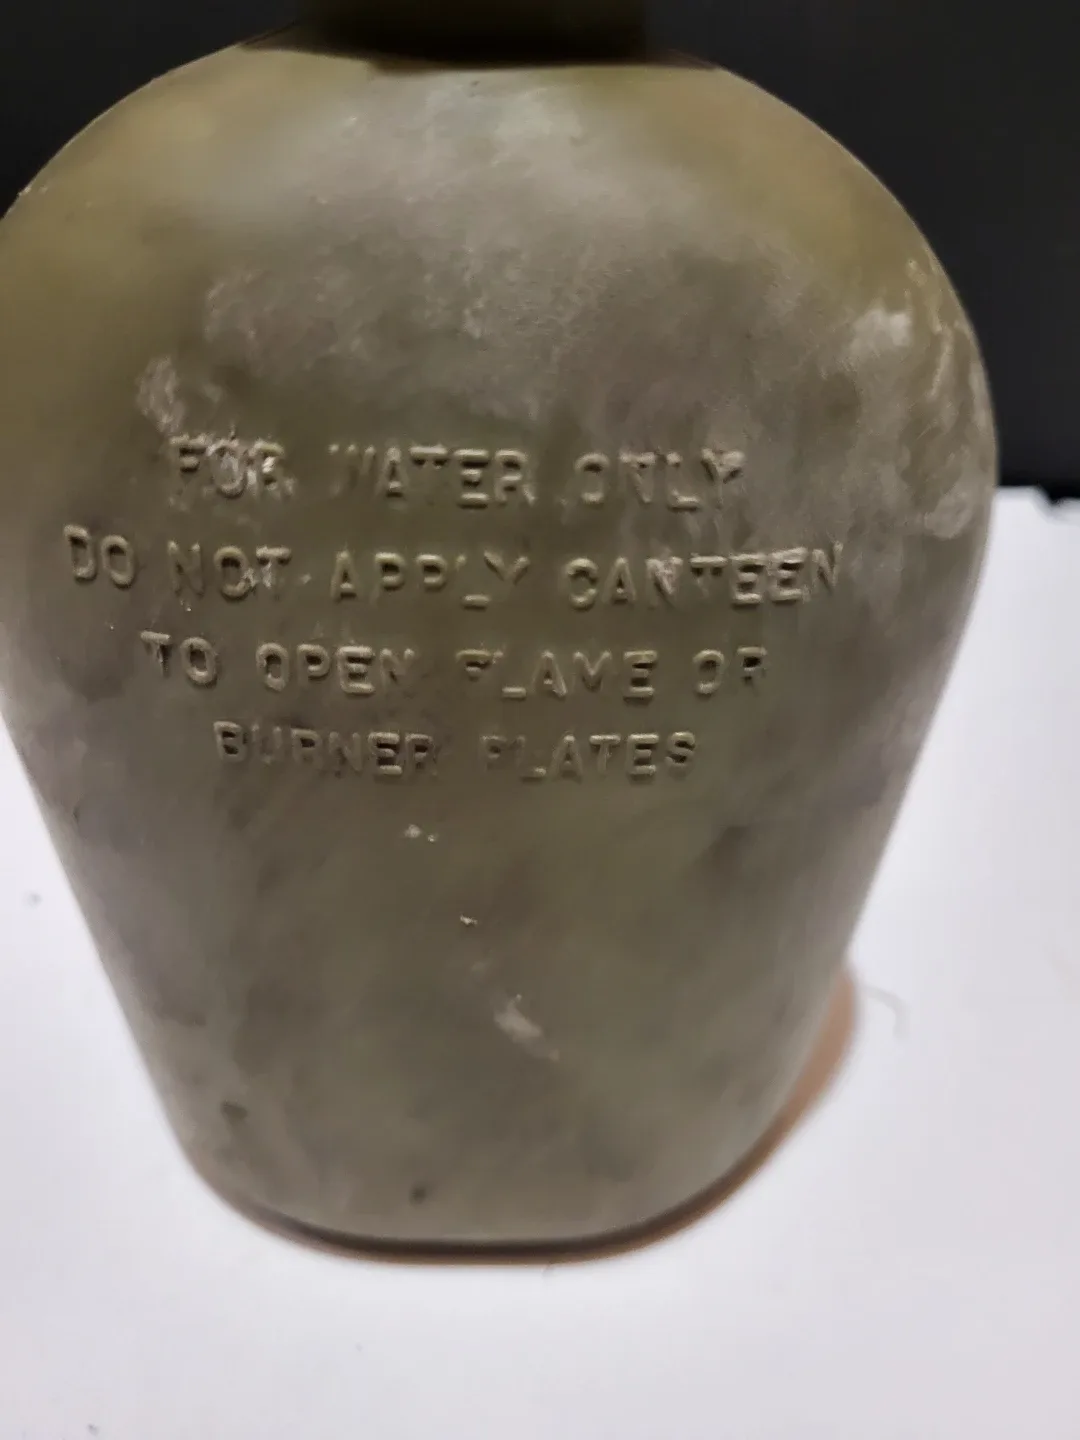 FOR WATER ONLY
DO NOT APPLY CANTEEN
TO OPEN FLAME OR
BURNER PLATES